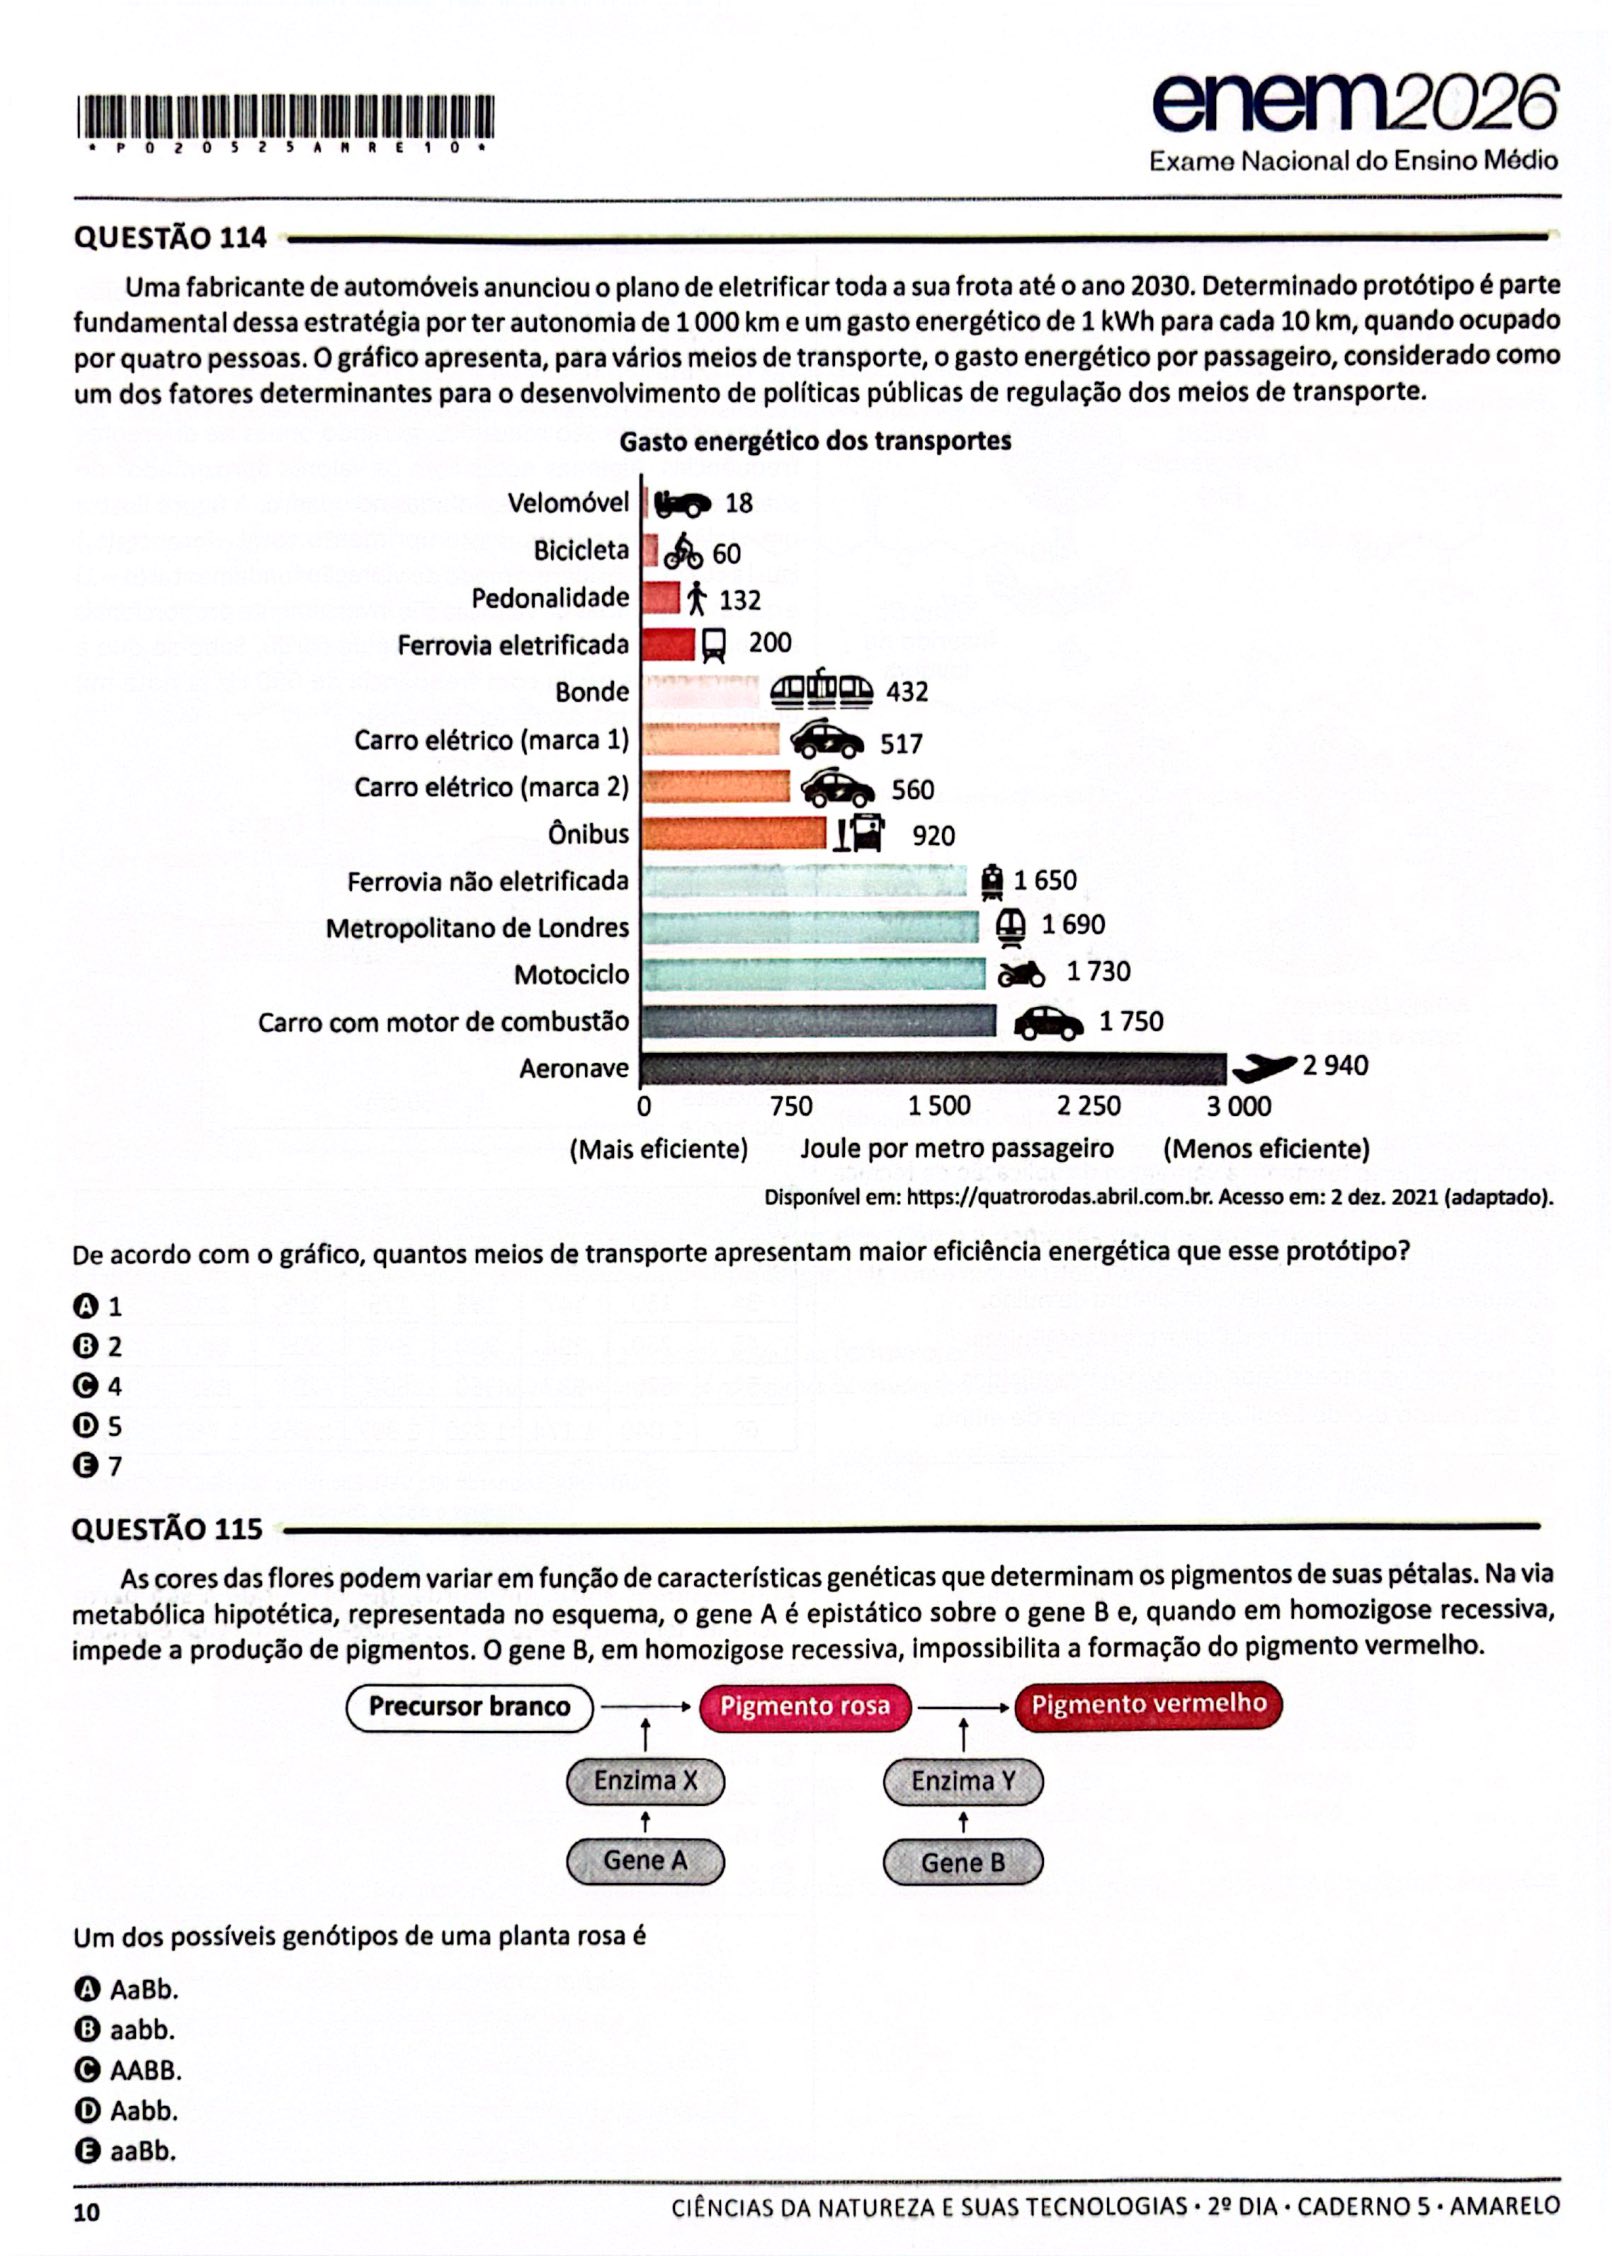 enem2026
Exame Nacional do Ensino Médio
*P020525AMRE10*
QUESTÃO 114
Uma fabricante de automóveis anunciou o plano de eletrificar toda a sua frota até o ano 2030. Determinado protótipo é parte
fundamental dessa estratégia por ter autonomia de 1 000 km e um gasto energético de 1 kWh para cada 10 km, quando ocupado
por quatro pessoas. O gráfico apresenta, para vários meios de transporte, o gasto energético por passageiro, considerado como
um dos fatores determinantes para o desenvolvimento de políticas públicas de regulação dos meios de transporte.
Gasto energético dos transportes
Velomóvel 18
Bicicleta 60
Pedonalidade 132
Ferrovia eletrificada 200
Bonde 432
Carro elétrico (marca 1) 517
Carro elétrico (marca 2) 560
Ônibus 920
Ferrovia não eletrificada 1 650
Metropolitano de Londres 1 690
Motociclo 1 730
Carro com motor de combustão 1 750
Aeronave 2 940
0 750 1 500 2 250 3 000
(Mais eficiente) Joule por metro passageiro (Menos eficiente)
Disponível em: https://quatrorodas.abril.com.br. Acesso em: 2 dez. 2021 (adaptado).
De acordo com o gráfico, quantos meios de transporte apresentam maior eficiência energética que esse protótipo?
A 1
B 2
C 4
D 5
E 7
QUESTÃO 115
As cores das flores podem variar em função de características genéticas que determinam os pigmentos de suas pétalas. Na via
metabólica hipotética, representada no esquema, o gene A é epistático sobre o gene B e, quando em homozigose recessiva,
impede a produção de pigmentos. O gene B, em homozigose recessiva, impossibilita a formação do pigmento vermelho.
Precursor branco Pigmento rosa Pigmento vermelho
Enzima X Enzima Y
Gene A Gene B
Um dos possíveis genótipos de uma planta rosa é
A AaBb.
B aabb.
C AABB.
D Aabb.
E aaBb.
10 CIÊNCIAS DA NATUREZA E SUAS TECNOLOGIAS • 2º DIA • CADERNO 5 • AMARELO